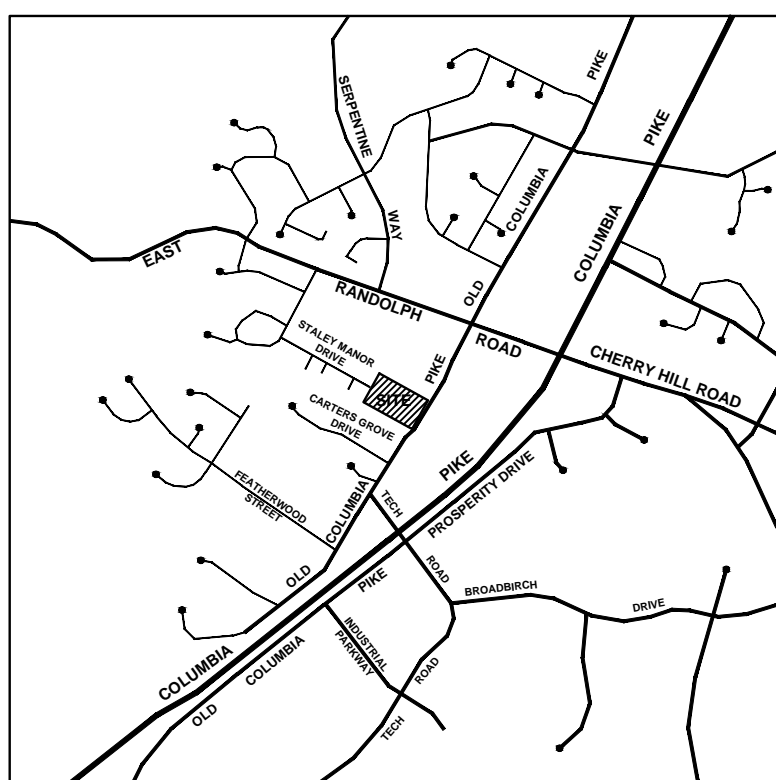 PIKE
SERPENTINE
PIKE
COLUMBIA
WAY
COLUMBIA
EAST
OLD
RANDOLPH
ROAD
STALEY MANOR
DRIVE
PIKE
CHERRY HILL ROAD
SITE
CARTERS GROVE
DRIVE
PIKE
PROSPERITY DRIVE
FEATHERWOOD
STREET
TECH
COLUMBIA
ROAD
OLD
PIKE
BROADBIRCH
DRIVE
INDUSTRIAL
PARKWAY
COLUMBIA
COLUMBIA
ROAD
OLD
TECH